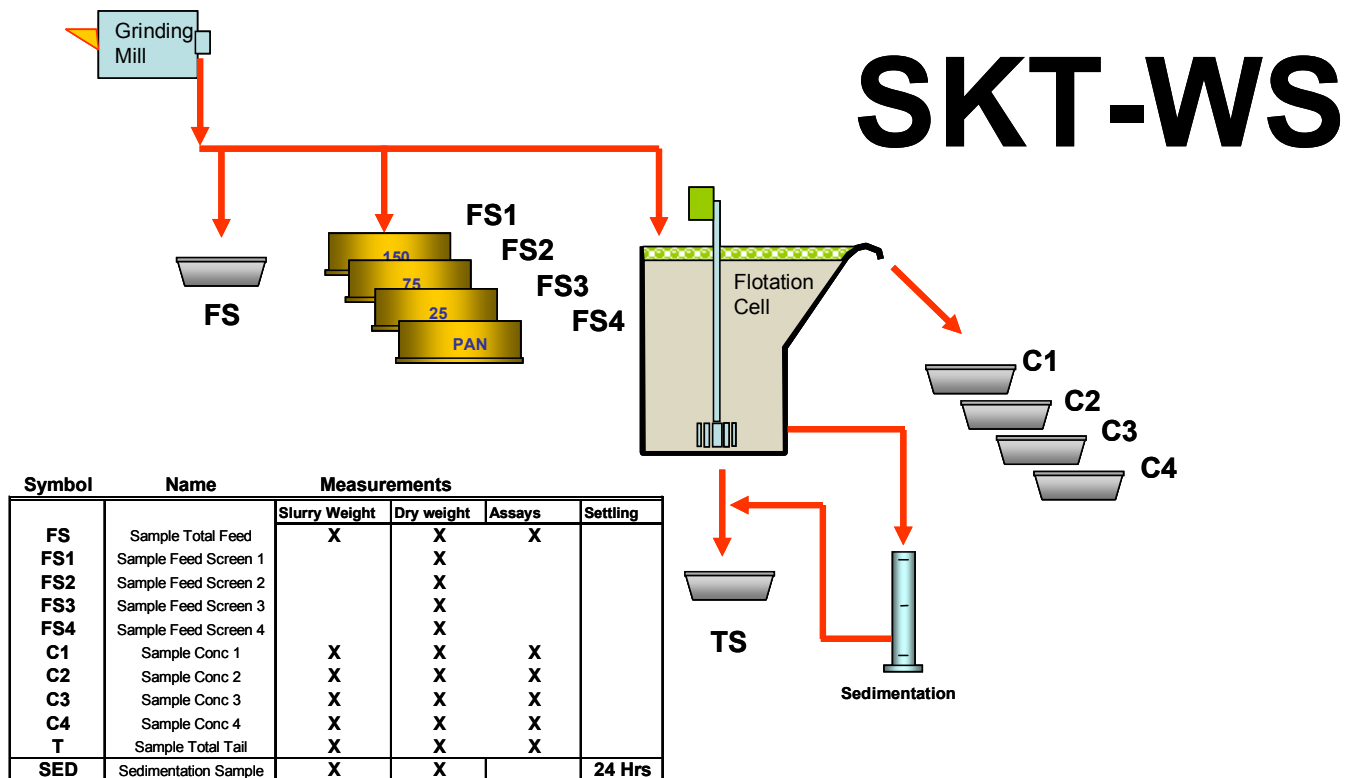 Grinding
Mill
SKT-WS
FS
FS1
FS2
FS3
FS4
150
75
25
PAN
Flotation
Cell
C1
C2
C3
C4
TS
Sedimentation
Symbol Name Measurements
Slurry Weight Dry weight Assays Settling
FS Sample Total Feed X X X
FS1 Sample Feed Screen 1 X
FS2 Sample Feed Screen 2 X
FS3 Sample Feed Screen 3 X
FS4 Sample Feed Screen 4 X
C1 Sample Conc 1 X X X
C2 Sample Conc 2 X X X
C3 Sample Conc 3 X X X
C4 Sample Conc 4 X X X
T Sample Total Tail X X X
SED Sedimentation Sample X X 24 Hrs